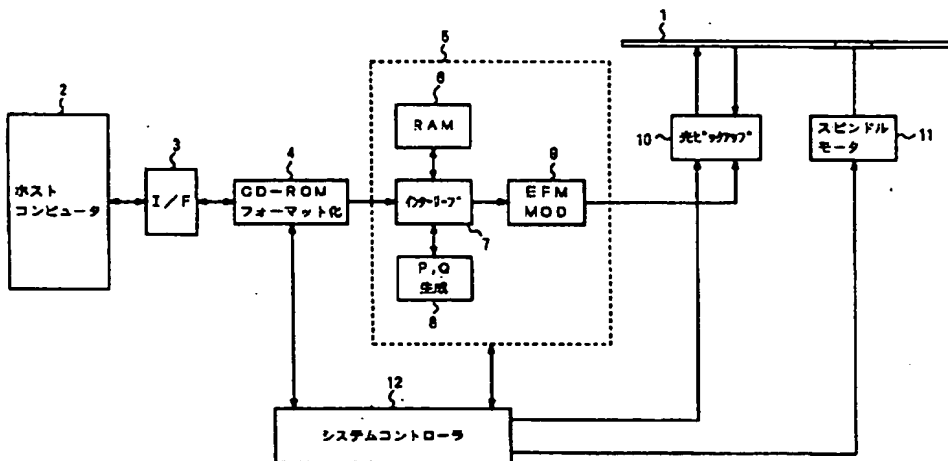 1
2
3
4
5
6
7
8
9
10
11
12
ホスト
コンピュータ
I/F
CD-ROM
フォーマット化
RAM
インターリーブ
P,Q
生成
EFM
MOD
光ピックアップ
スピンドル
モータ
システムコントローラ